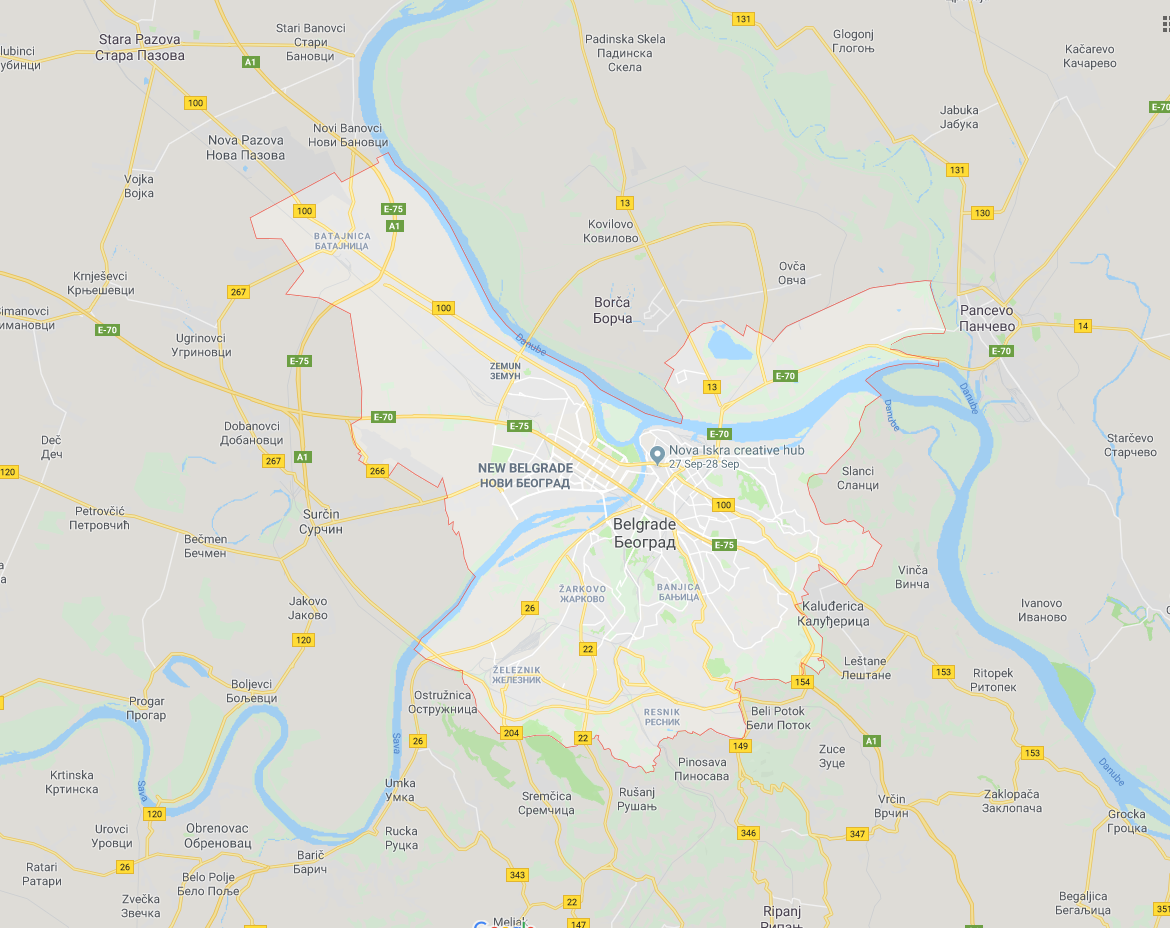 131
Stari Banovci
Стари
Бановци
Padinska Skela
Падинска
Скела
Glogonj
Глогоњ
Stara Pazova
Стара Пазова
Kačarevo
Качарево
lubinci
убинци
A1
100
E-70
Jabuka
Јабука
Novi Banovci
Нови Бановци
Nova Pazova
Нова Пазова
131
Vojka
Војка
13
100
E-75
130
A1
BATAJNICA
БАТАЈНИЦА
Kovilovo
Ковилово
Ovča
Овча
Krnješevci
Крњешевци
267
100
Borča
Борча
Pancevo
Панчево
14
Simanovci
имановци
E-70
Ugrinovci
Угриновци
Danube
E-70
E-75
ZEMUN
ЗЕМУН
E-70
13
Danube
E-70
E-75
Danube
E-70
Dobanovci
Добановци
Deč
Деч
Starčevo
Старчево
Nova Iskra creative hub
27 Sep-28 Sep
A1
267
266
120
NEW BELGRADE
НОВИ БЕОГРАД
Slanci
Сланци
100
Petrovčić
Петровчић
Surčin
Сурчин
Belgrade
Београд
E-75
Bečmen
Бечмен
a
Vinča
Винча
ŽARKOVO
ЖАРКОВО
BANJICA
БАЊИЦА
Jakovo
Јаково
26
Kaluđerica
Калуђерица
Ivanovo
Иваново
120
22
Leštane
Лештане
153
ŽELEZNIK
ЖЕЛЕЗНИК
Ritopek
Ритопек
154
Boljevci
Бољевци
Ostružnica
Остружница
Progar
Прогар
RESNIK
РЕСНИК
Beli Potok
Бели Поток
204
22
26
Sava
149
A1
Zuce
Зуце
153
Pinosava
Пиносава
Danube
Krtinska
Кртинска
Sava
Umka
Умка
Sremčica
Сремчица
Rušanj
Рушањ
Vrčin
Врчин
Zaklopača
Заклопача
120
Grocka
Гроцка
Urovci
Уровци
Obrenovac
Обреновац
Rucka
Руцка
346
347
Barič
Барич
26
Ratari
Ратари
Belo Polje
Бело Поље
343
Zvečka
Звечка
22
Begaljica
Бегаљица
351
Ripanj
Рипањ
Meljak
147